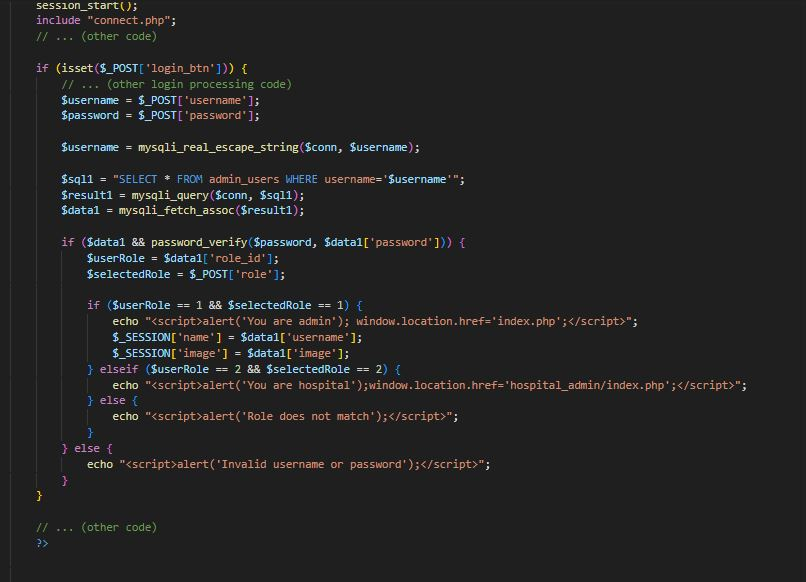 session_start();
include "connect.php";
// ... (other code)
if (isset($_POST['login_btn'])) {
// ... (other login processing code)
$username = $_POST['username'];
$password = $_POST['password'];
$username = mysqli_real_escape_string($conn, $username);
$sql1 = "SELECT * FROM admin_users WHERE username='$username'";
$result1 = mysqli_query($conn, $sql1);
$data1 = mysqli_fetch_assoc($result1);
if ($data1 && password_verify($password, $data1['password'])) {
$userRole = $data1['role_id'];
$selectedRole = $_POST['role'];
if ($userRole == 1 && $selectedRole == 1) {
echo "<script>alert('You are admin'); window.location.href='index.php';</script>";
$_SESSION['name'] = $data1['username'];
$_SESSION['image'] = $data1['image'];
} elseif ($userRole == 2 && $selectedRole == 2) {
echo "<script>alert('You are hospital');window.location.href='hospital_admin/index.php';</script>";
} else {
echo "<script>alert('Role does not match');</script>";
}
} else {
echo "<script>alert('Invalid username or password');</script>";
}
}
// ... (other code)
?>